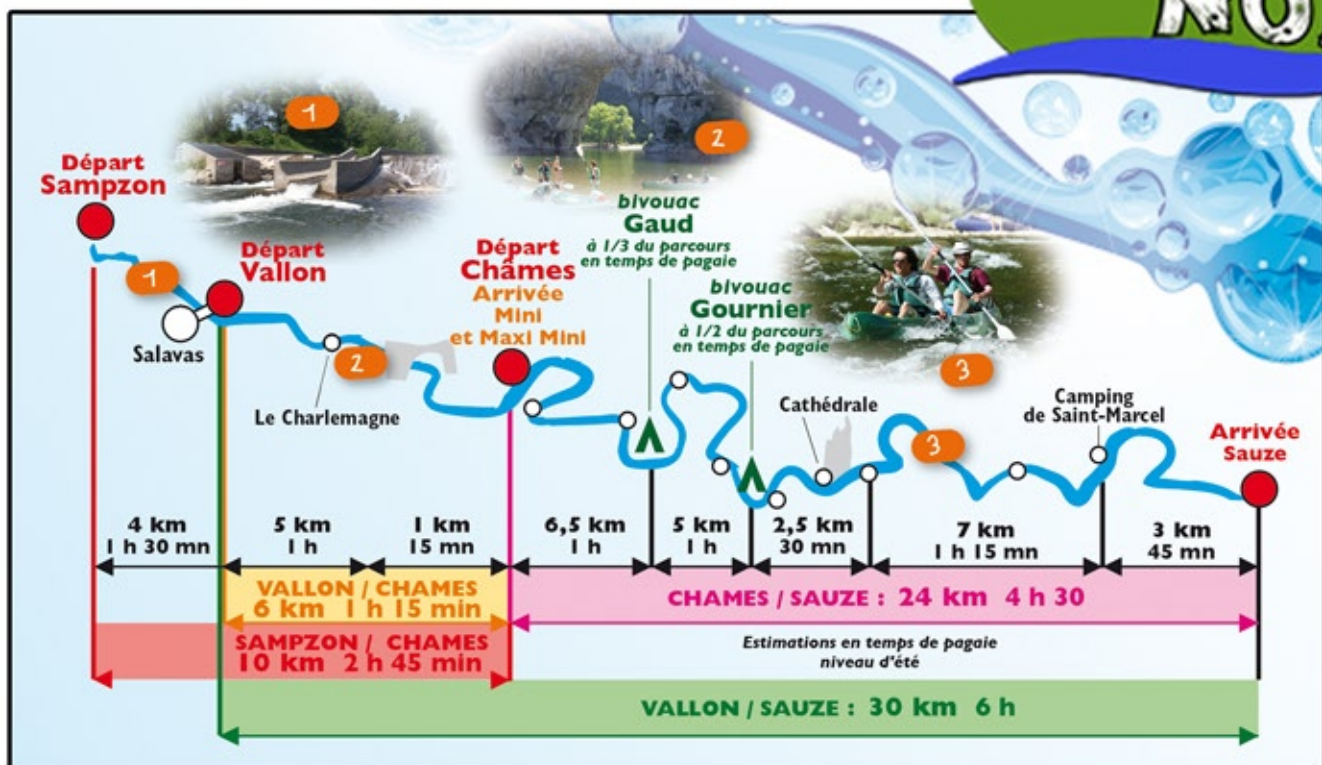 NO
1
2
Départ
Sampzon
bivouac
Gaud
à 1/3 du parcours
en temps de pagaie
Départ
Vallon
Départ
Châmes
Arrivée
Mini
et Maxi Mini
bivouac
Gournier
à 1/2 du parcours
en temps de pagaie
1
Salavas
2
3
Le Charlemagne
Cathédrale
Camping
de Saint-Marcel
3
Arrivée
Sauze
4 km
1 h 30 mn
5 km
1 h
1 km
15 mn
6,5 km
1 h
5 km
1 h
2,5 km
30 mn
7 km
1 h 15 mn
3 km
45 mn
VALLON / CHAMES
6 km 1 h 15 min
CHAMES / SAUZE : 24 km 4 h 30
SAMPZON / CHAMES
10 km 2 h 45 min
Estimations en temps de pagaie
niveau d'été
VALLON / SAUZE : 30 km 6 h